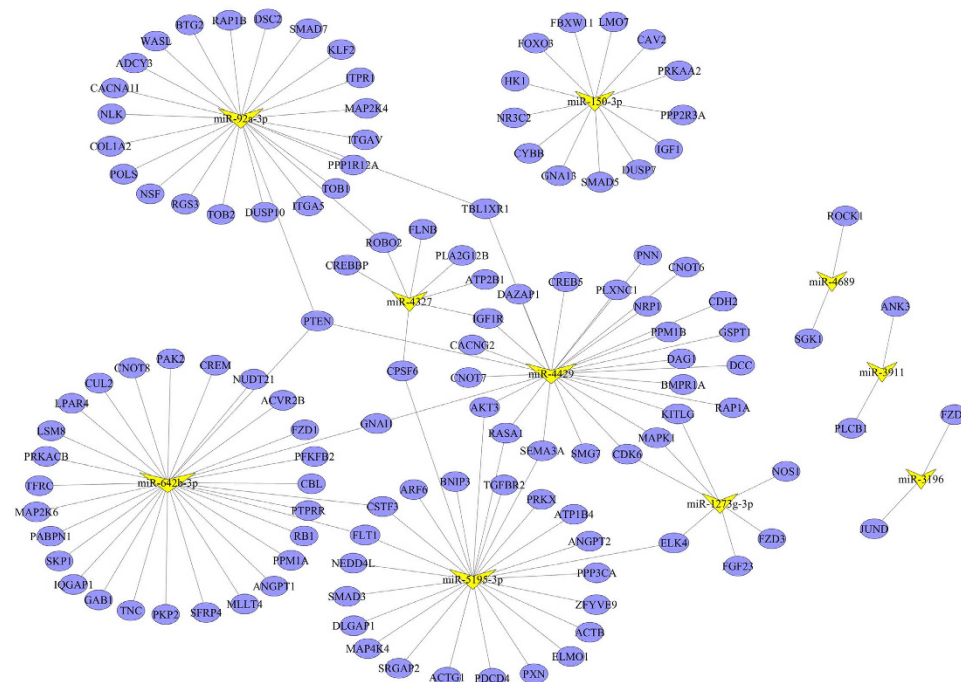 DSC2
RAP1B
BTG2
SMAD7
WASL
KLF2
ADCY3
ITPR1
CACNA1I
MAP2K4
NLK
miR-92a-3p
ITGAV
COL1A2
PPP1R12A
POLS
TOB1
NSF
ITGA5
RGS3
TOB2
DUSP10
FBXW11
LMO7
FOXO3
CAV2
HK1
PRKAA2
miR-150-3p
NR3C2
PPP2R3A
CYBB
IGF1
GNA13
DUSP7
SMAD5
TBL1XR1
ROBO2
FLNB
CREBBP
PLA2G12B
ATP2B1
miR-4327
IGF1R
DAZAP1
CREB5
PNN
CNOT6
PLXNC1
NRP1
CDH2
PPM1B
GSPT1
CACNG2
DAG1
DCC
CNOT7
miR-4429
BMPR1A
RAP1A
KITLG
MAPK1
CDK6
SMG7
SEMA3A
RASA1
AKT3
CPSF6
PTEN
GNAI1
ROCK1
miR-4689
SGK1
ANK3
miR-3911
PLCB1
FZD
miR-3196
JUND
NOS1
miR-1273g-3p
FZD3
FGF23
ELK4
CNOT8
PAK2
CREM
NUDT21
CUL2
ACVR2B
LPAR4
FZD1
LSM8
PFKFB2
PRKACB
CBL
TFRC
miR-642b-3p
PTPRR
CSTF3
MAP2K6
RB1
FLT1
PABPN1
PPM1A
SKP1
ANGPT1
IQGAP1
MLLT4
GAB1
SFRP4
TNC
PKP2
ARF6
BNIP3
TGFBR2
PRKX
ATP1B4
ANGPT2
NEDD4L
miR-5195-3p
PPP3CA
SMAD3
ZFYVE9
DLGAP1
ACTB
MAP4K4
ELMO1
SRGAP2
PXN
ACTG1
PDCD4